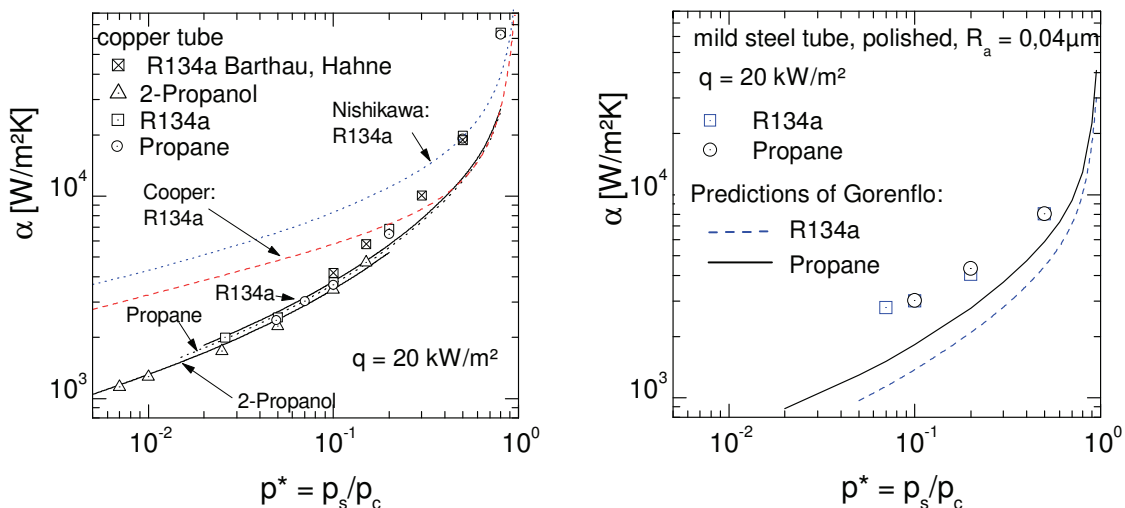 copper tube
R134a Barthau, Hahne
2-Propanol
R134a
Propane
Nishikawa:
R134a
Cooper:
R134a
R134a
Propane
2-Propanol
q = 20 kW/m²
α [W/m²K]
10⁴
10³
10⁻²
10⁻¹
10⁰
p* = pₛ/p_c
mild steel tube, polished, Rₐ = 0,04µm
q = 20 kW/m²
R134a
Propane
Predictions of Gorenflo:
R134a
Propane
α [W/m²K]
10⁴
10³
10⁻²
10⁻¹
10⁰
p* = pₛ/p_c